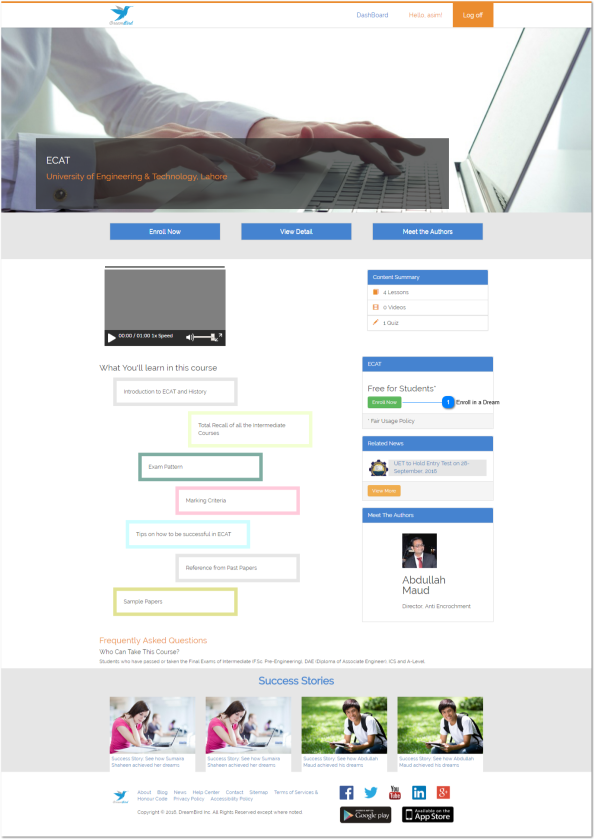 DreamBird
DashBoard
Hello, asim!
Log off
ECAT
University of Engineering & Technology, Lahore
Enroll Now
View Detail
Meet the Authors
00:00 / 01:00 1x Speed
Content Summary
4 Lessons
0 Videos
1 Quiz
What You'll learn in this course
Introduction to ECAT and History
Total Recall of all the Intermediate
Courses
Exam Pattern
Marking Criteria
Tips on how to be successful in ECAT
Reference from Past Papers
Sample Papers
ECAT
Free for Students*
Enroll Now
1
Enroll in a Dream
* Fair Usage Policy
Related News
UET to Hold Entry Test on 28-
September, 2016
View More
Meet The Authors
Abdullah
Maud
Director: Anti Encrochment
Frequently Asked Questions
Who Can Take This Course?
Students who have passed or taken the Final Exams of Intermediate (F.Sc. Pre-Engineering), DAE (Diploma of Associate Engineer), ICS and A-Level.
Success Stories
Success Story: See how Sumana
Shaheen achieved her dreams
Success Story: See how Sumana
Shaheen achieved her dreams
Success Story: See how Abdullah
Maud achieved his dreams
Success Story: See how Abdullah
Maud achieved his dreams
About Blog News Help Center Contact Sitemap Terms of Services &
Honour Code Privacy Policy Accessibility Policy
Copyright © 2016, DreamBird Inc. All Rights Reserved except where noted
You
Tube
Google play
Available on the
App Store